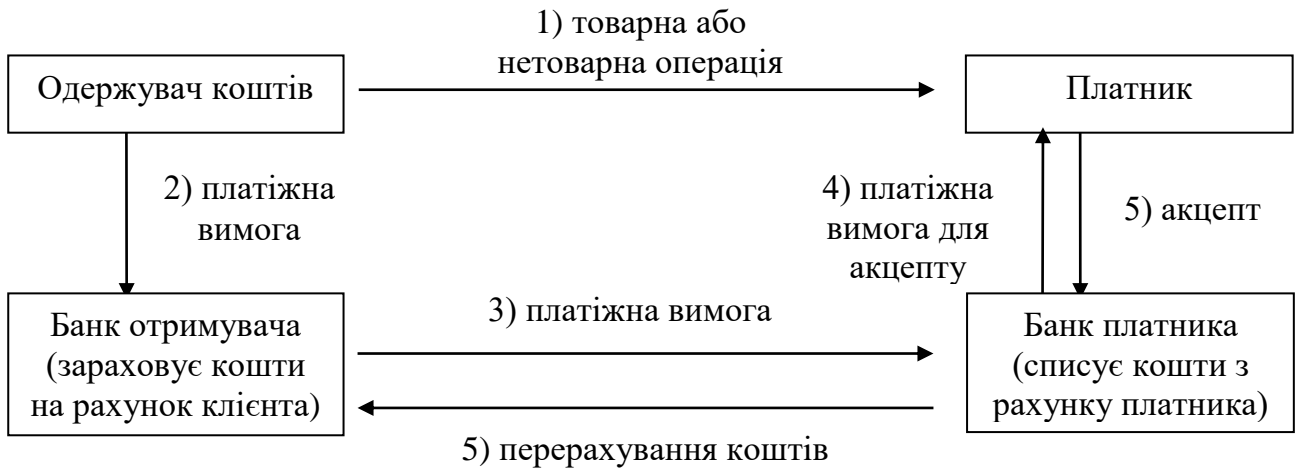 1) товарна або
нетоварна операція
Одержувач коштів
Платник
2) платіжна
вимога
4) платіжна
вимога для
акцепту
5) акцепт
Банк отримувача
(зараховує кошти
на рахунок клієнта)
3) платіжна вимога
Банк платника
(списує кошти з
рахунку платника)
5) перерахування коштів